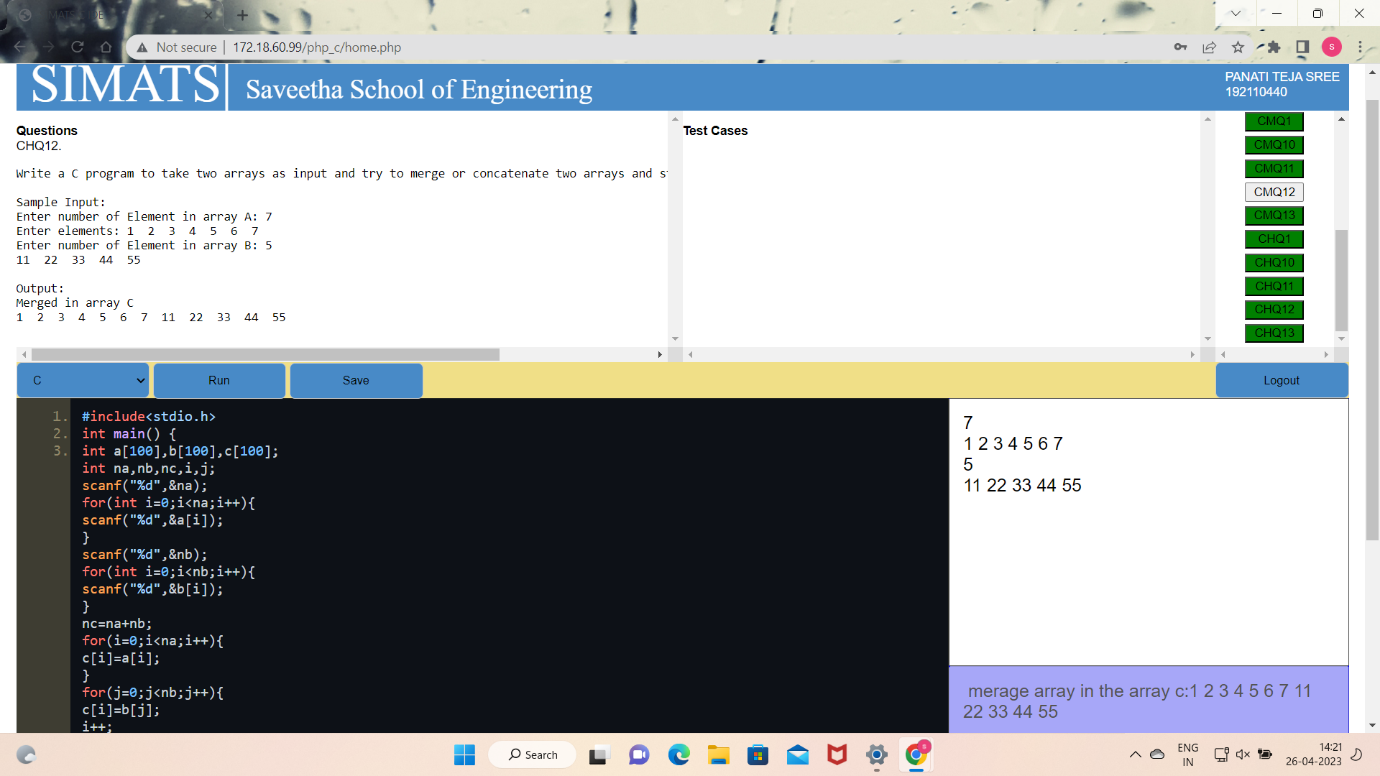 Not secure
172.18.60.99/php_c/home.php
S
SIMATS
Saveetha School of Engineering
PANATI TEJA SREE
192110440
Questions
CHQ12.
Write a C program to take two arrays as input and try to merge or concatenate two arrays and
Sample Input:
Enter number of Element in array A: 7
Enter elements: 1 2 3 4 5 6 7
Enter number of Element in array B: 5
11 22 33 44 55
Output:
Merged in array C
1 2 3 4 5 6 7 11 22 33 44 55
Test Cases
CMQ1
CMQ10
CMQ11
CMQ12
CMQ13
CHQ1
CHQ10
CHQ11
CHQ12
CHQ13
C
Run
Save
Logout
1. #include<stdio.h>
2. int main() {
3. int a[100],b[100],c[100];
int na,nb,nc,i,j;
scanf("%d",&na);
for(int i=0;i<na;i++){
scanf("%d",&a[i]);
}
scanf("%d",&nb);
for(int i=0;i<nb;i++){
scanf("%d",&b[i]);
}
nc=na+nb;
for(i=0;i<na;i++){
c[i]=a[i];
}
for(j=0;j<nb;j++){
c[i]=b[j];
i++;
7
1 2 3 4 5 6 7
5
11 22 33 44 55
merage array in the array c:1 2 3 4 5 6 7 11
22 33 44 55
Search
ENG
IN
14:21
26-04-2023